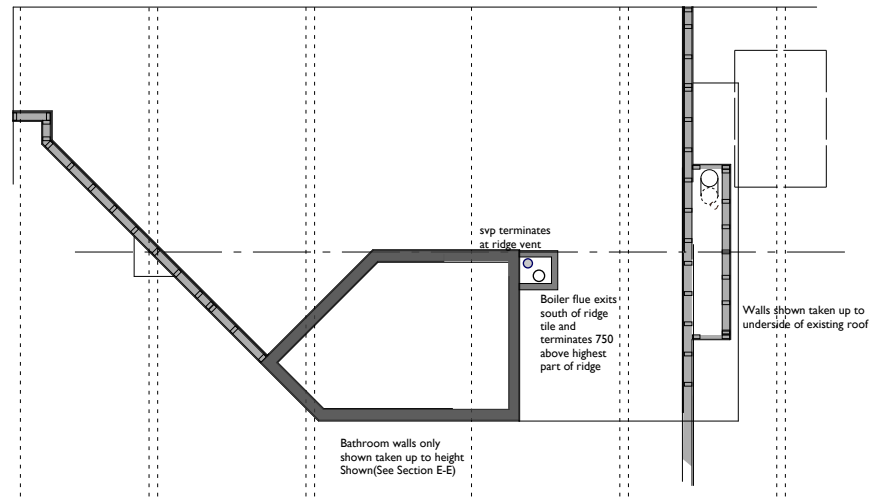 svp terminates
at ridge vent
Boiler flue exits
south of ridge
tile and
terminates 750
above highest
part of ridge
Walls shown taken up to
underside of existing roof
Bathroom walls only
shown taken up to height
Shown(See Section E-E)